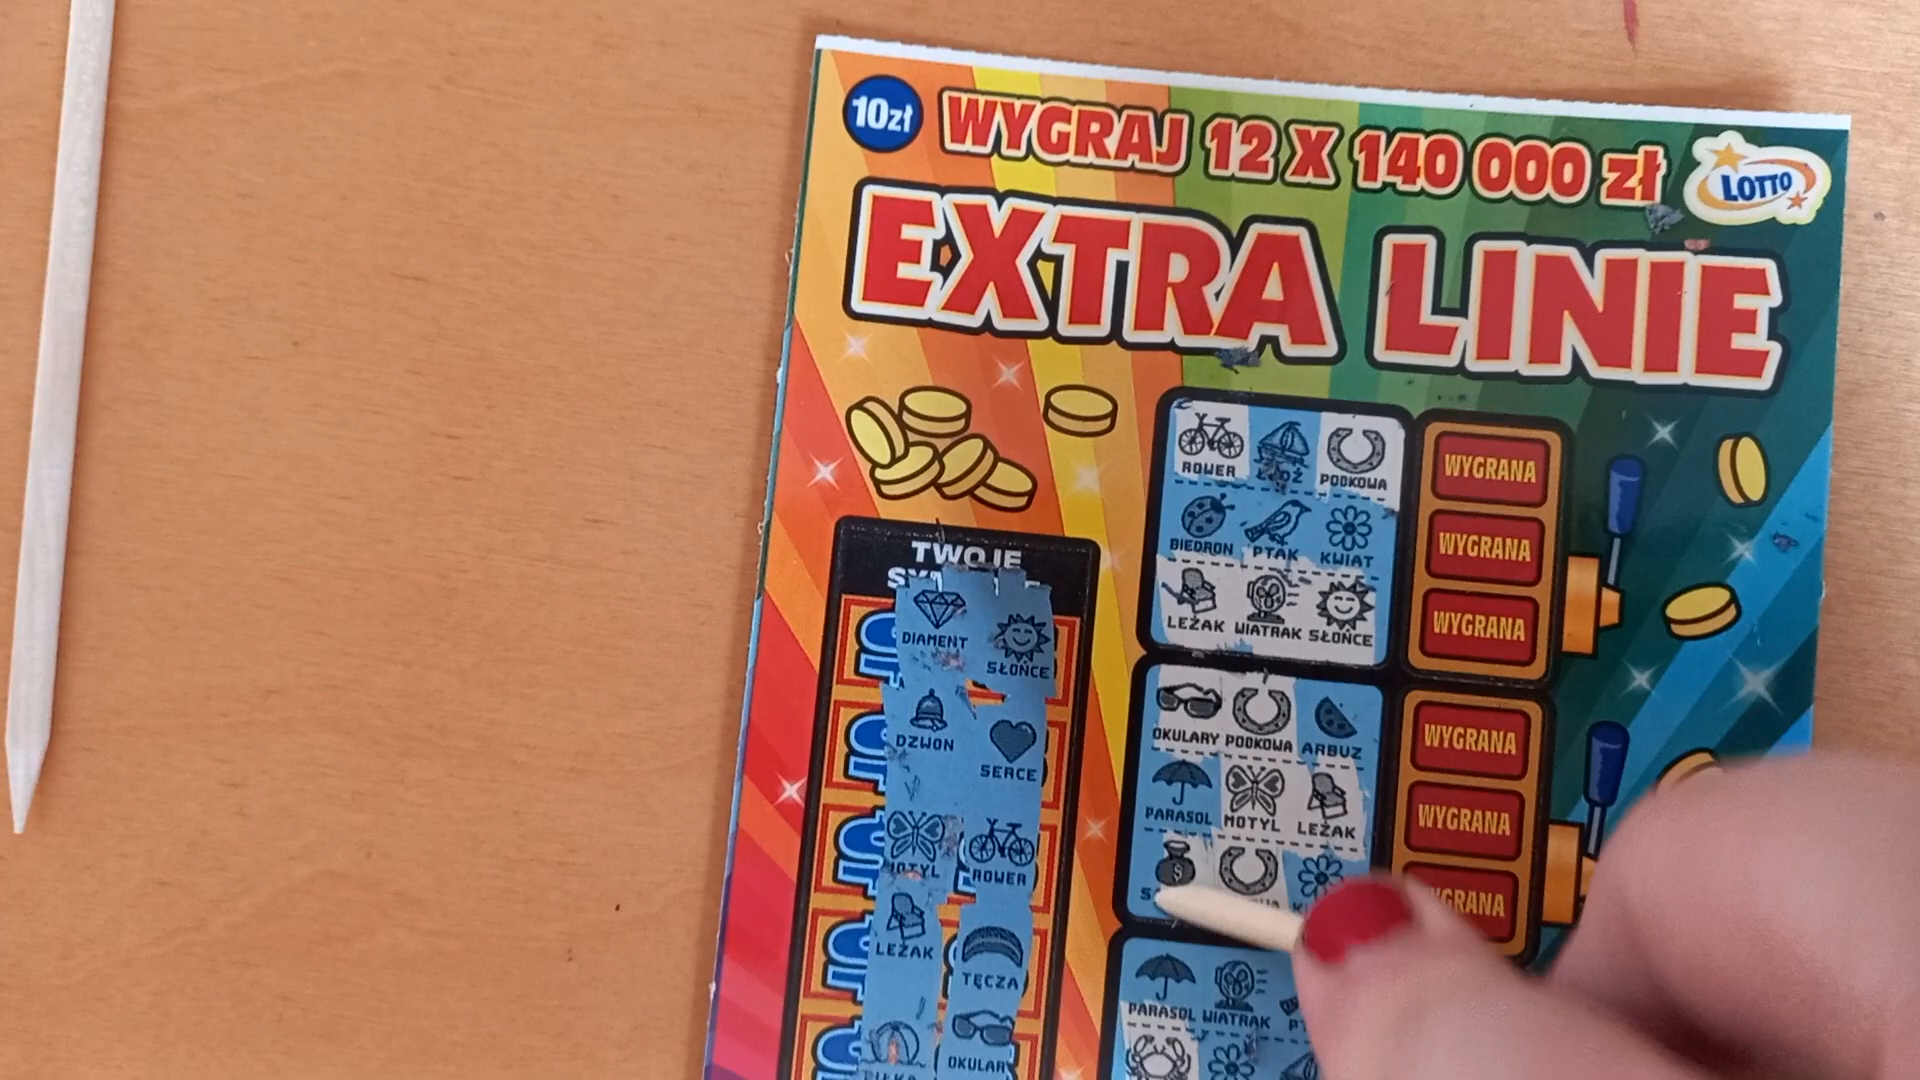 10zł
WYGRAJ 12 X 140 000 zł
LOTTO
EXTRA LINIE
TWOJE
DIAMENT SŁOŃCE
DZWON SERCE
MOTYL ROWER
LEŻAK TĘCZA
OKULARY
ROWER ŁÓDŹ PODKOWA
BIEDRON PTAK KWIAT
LEŻAK WIATRAK SŁOŃCE
WYGRANA
WYGRANA
WYGRANA
OKULARY PODKOWA ARBUZ
PARASOL MOTYL LEŻAK
WYGRANA
WYGRANA
PARASOL WIATRAK